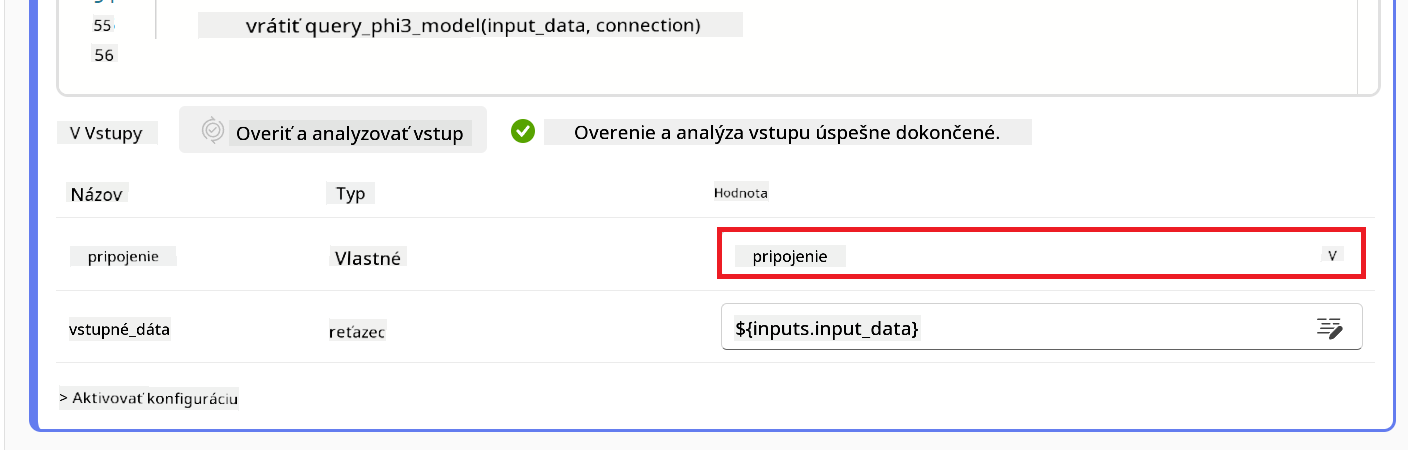 55 vrátiť query_phi3_model(input_data, connection)
56
V Vstupy Overiť a analyzovať vstup Overenie a analýza vstupu úspešne dokončené.
Názov Typ Hodnota
pripojenie Vlastné pripojenie V
vstupné_dáta reťazec ${inputs.input_data}
> Aktivovať konfiguráciu